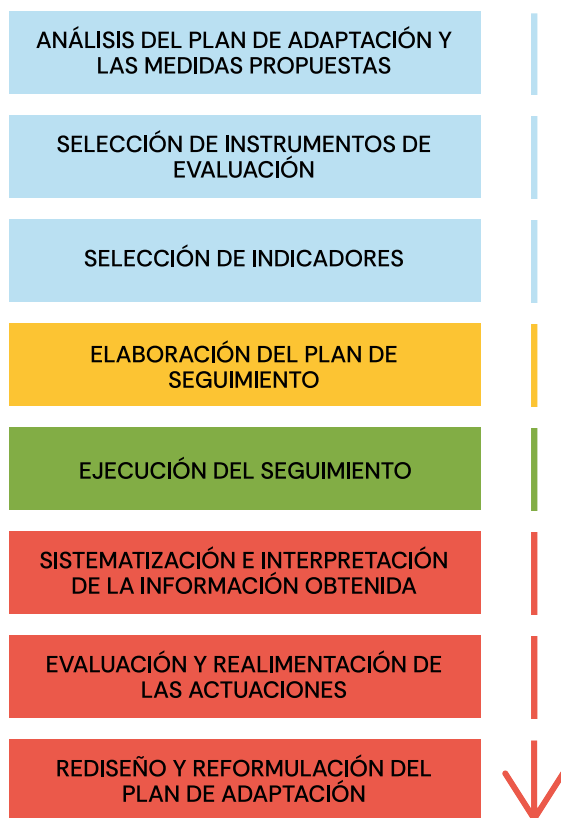 ANÁLISIS DEL PLAN DE ADAPTACIÓN Y
LAS MEDIDAS PROPUESTAS
SELECCIÓN DE INSTRUMENTOS DE
EVALUACIÓN
SELECCIÓN DE INDICADORES
ELABORACIÓN DEL PLAN DE
SEGUIMIENTO
EJECUCIÓN DEL SEGUIMIENTO
SISTEMATIZACIÓN E INTERPRETACIÓN
DE LA INFORMACIÓN OBTENIDA
EVALUACIÓN Y REALIMENTACIÓN DE
LAS ACTUACIONES
REDISEÑO Y REFORMULACIÓN DEL
PLAN DE ADAPTACIÓN